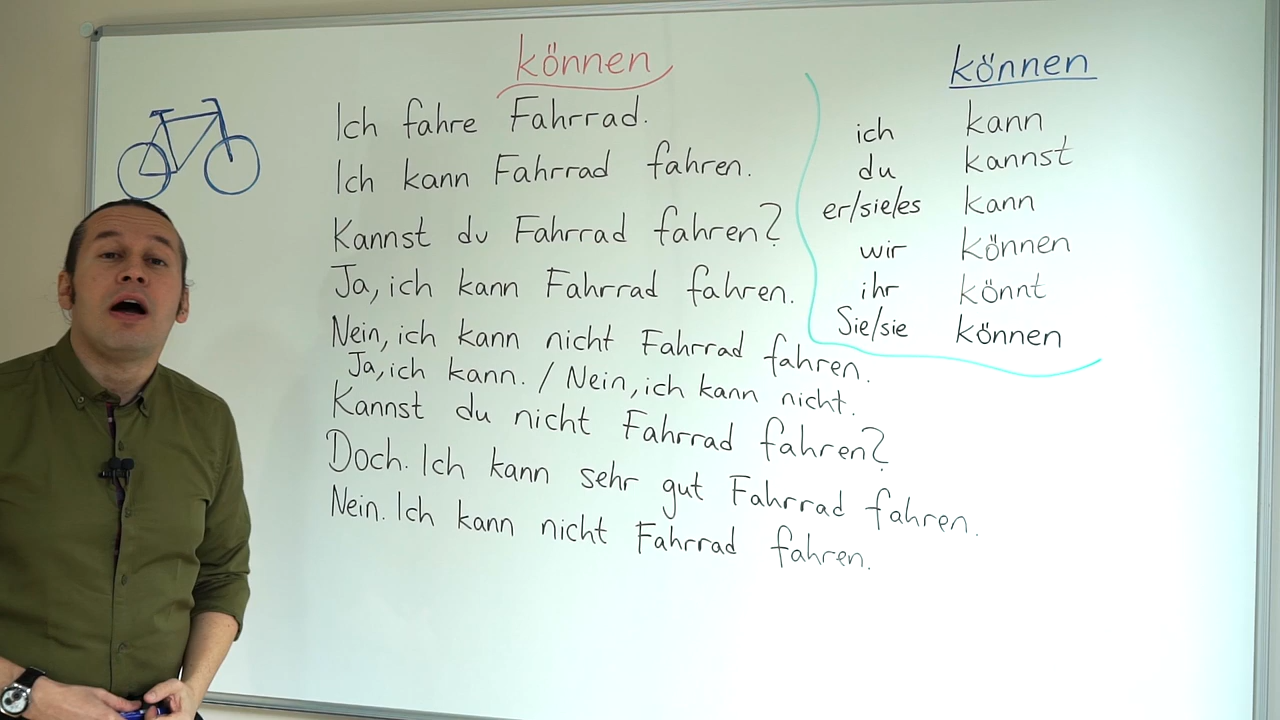 können
Ich fahre Fahrrad.
Ich kann Fahrrad fahren.
Kannst du Fahrrad fahren?
Ja, ich kann Fahrrad fahren.
Nein, ich kann nicht Fahrrad fahren.
Ja, ich kann. / Nein, ich kann nicht.
Kannst du nicht Fahrrad fahren?
Doch. Ich kann sehr gut Fahrrad fahren.
Nein. Ich kann nicht Fahrrad fahren.
können
ich kann
du kannst
er/sie/es kann
wir können
ihr könnt
Sie/sie können